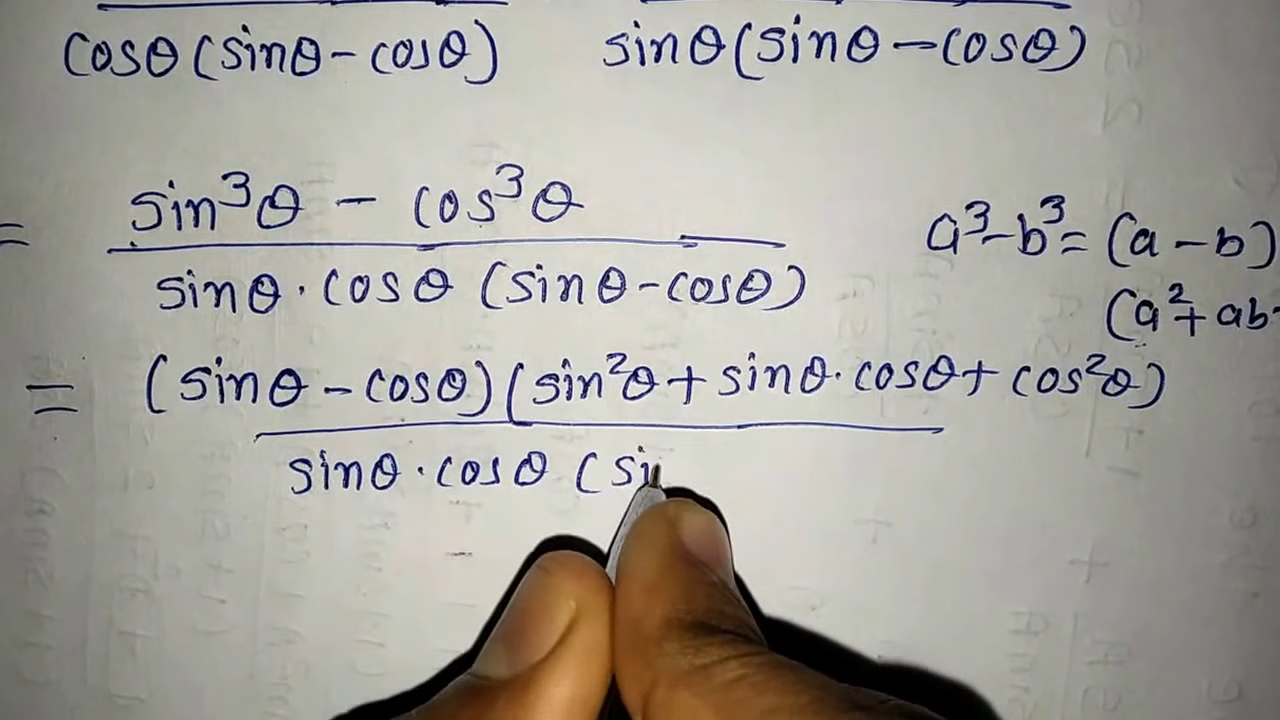 cosθ(sinθ-cosθ) sinθ(sinθ-cosθ)
= sin³θ - cos³θ
sinθ·cosθ (sinθ-cosθ)
a³-b³=(a-b)
(a²+ab
= (sinθ-cosθ)(sin²θ+sinθ·cosθ+cos²θ)
sinθ·cosθ (si